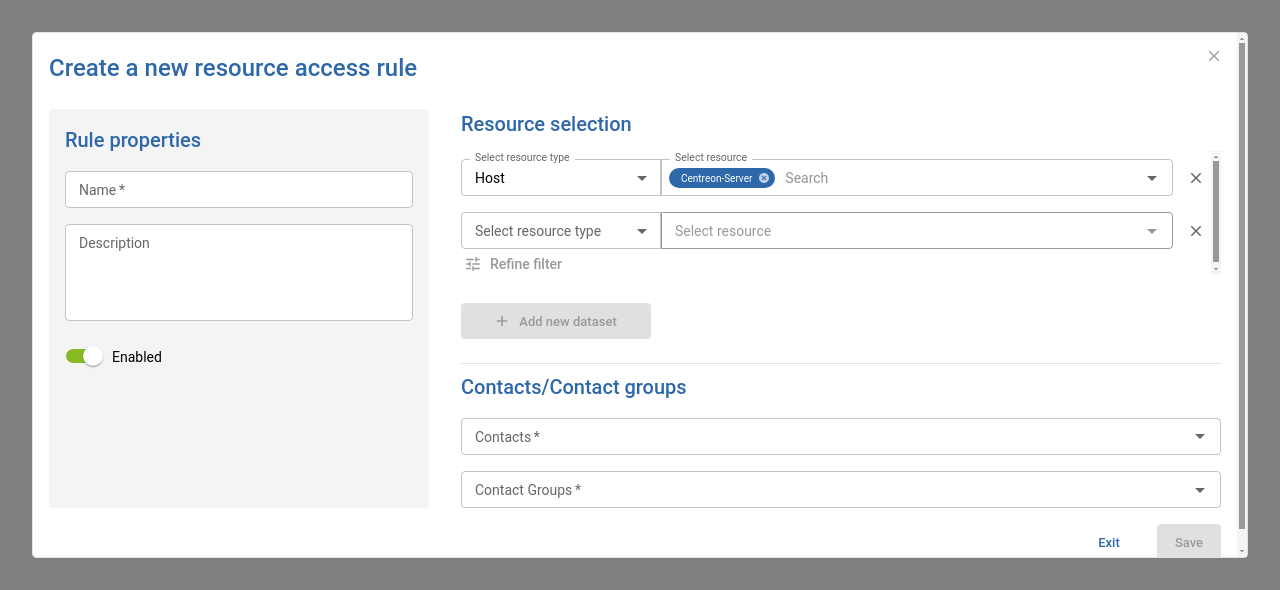 Create a new resource access rule
Rule properties
Name *
Description
Enabled
Resource selection
Select resource type
Host
Select resource
Centreon-Server
Search
Select resource type
Select resource
Refine filter
Add new dataset
Contacts/Contact groups
Contacts *
Contact Groups *
Exit
Save